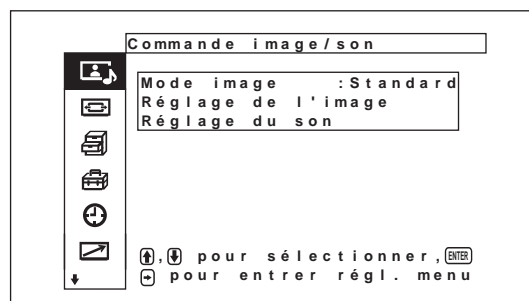 Commande image/son
Mode image :Standard
Réglage de l'image
Réglage du son
, pour sélectionner, ENTER
pour entrer régl. menu